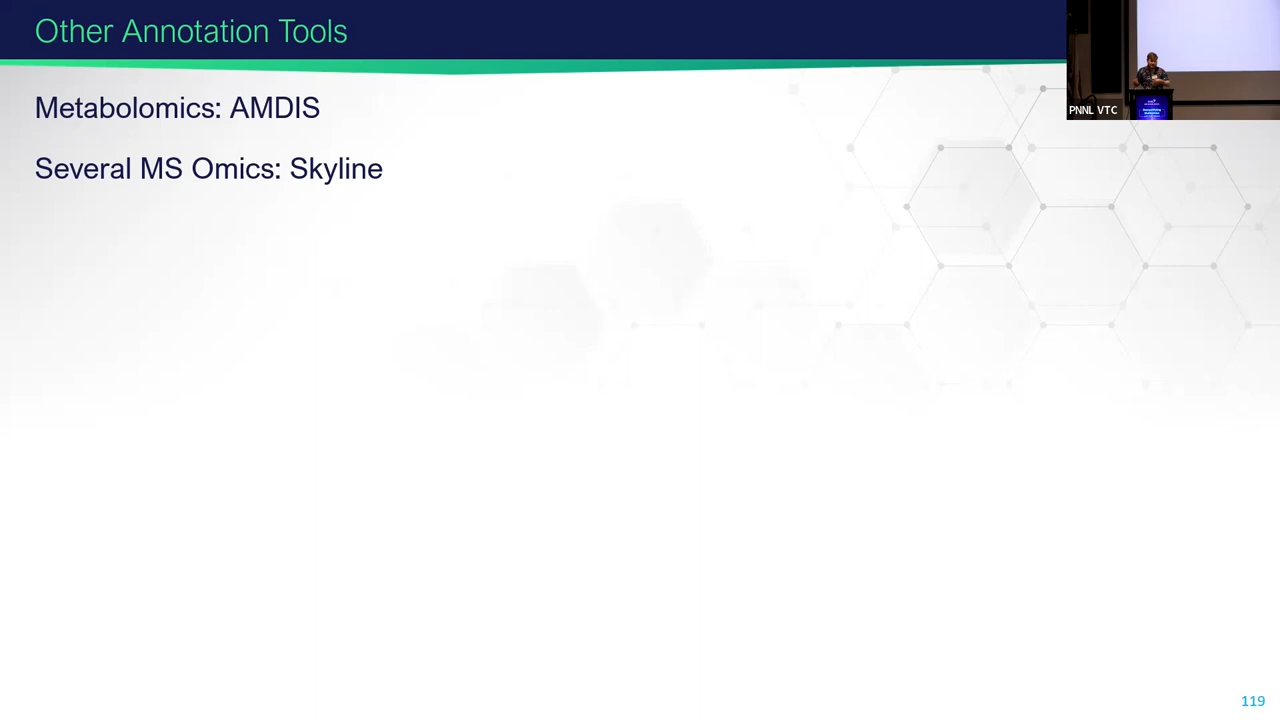 Other Annotation Tools
PNNL VTC
Metabolomics: AMDIS
Several MS Omics: Skyline
119